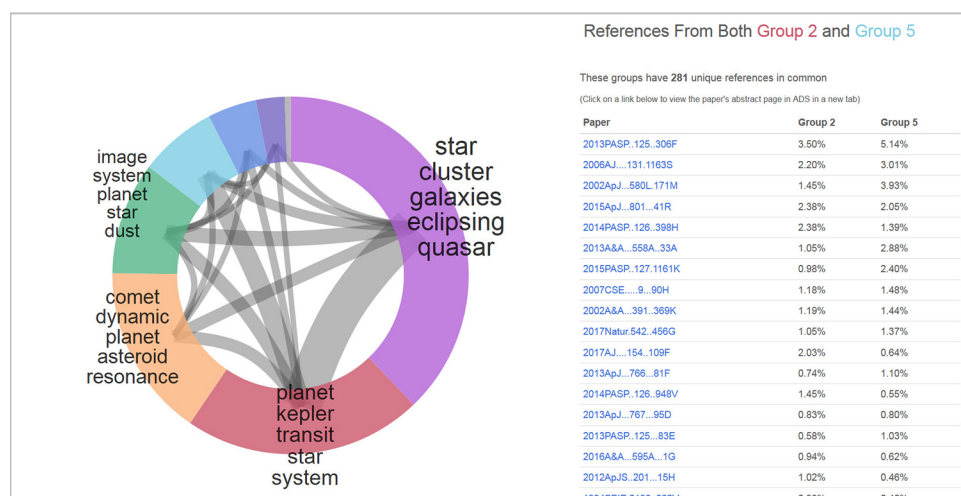 image
system
planet
star
dust
comet
dynamic
planet
asteroid
resonance
star
cluster
galaxies
eclipsing
quasar
planet
kepler
transit
star
system
References From Both Group 2 and Group 5
These groups have 281 unique references in common
(Click on a link below to view the paper's abstract page in ADS in a new tab)
Paper Group 2 Group 5
2013PASP..125..306F 3.50% 5.14%
2006AJ....131.1163S 2.20% 3.01%
2002ApJ...580L.171M 1.45% 3.93%
2015ApJ...801...41R 2.38% 2.05%
2014PASP..126..398H 2.38% 1.39%
2013A&A...558A..33A 1.05% 2.88%
2015PASP..127.1161K 0.98% 2.40%
2007CSE.....9...90H 1.18% 1.48%
2002A&A...391..369K 1.19% 1.44%
2017Natur.542..456G 1.05% 1.37%
2017AJ....154..109F 2.03% 0.64%
2013ApJ...766...81F 0.74% 1.10%
2014PASP..126..948V 1.45% 0.55%
2013ApJ...767...95D 0.83% 0.80%
2013PASP..125...83E 0.58% 1.03%
2016A&A...595A...1G 0.94% 0.62%
2012ApJS..201...15H 1.02% 0.46%